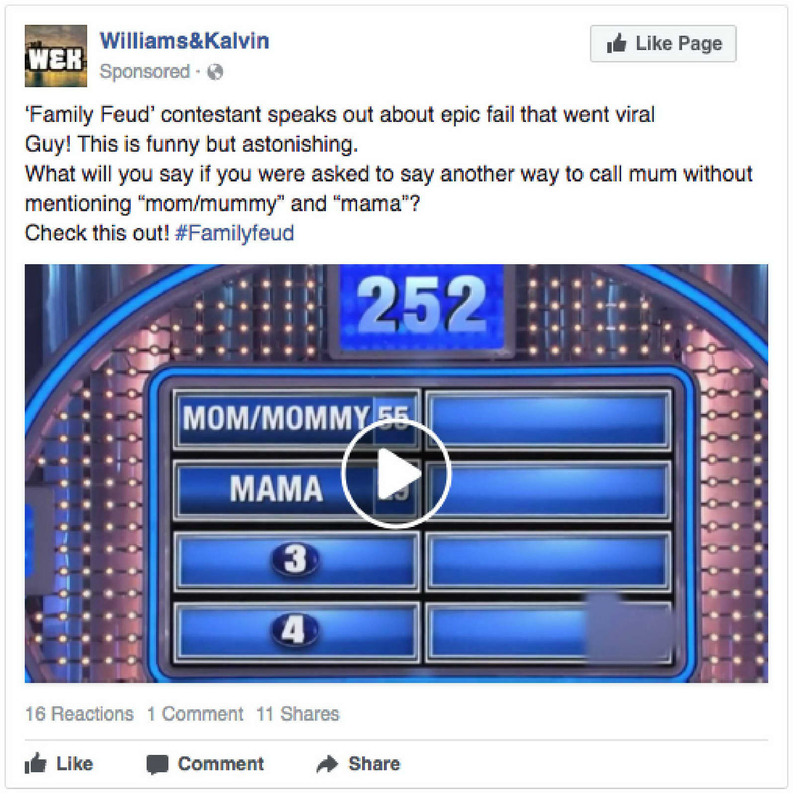 WEK
Williams&Kalvin
Like Page
Sponsored ·
‘Family Feud’ contestant speaks out about epic fail that went viral
Guy! This is funny but astonishing.
What will you say if you were asked to say another way to call mum without
mentioning “mom/mummy” and “mama”?
Check this out! #Familyfeud
252
MOM/MOMMY 55
MAMA
3
4
16 Reactions 1 Comment 11 Shares
Like Comment Share